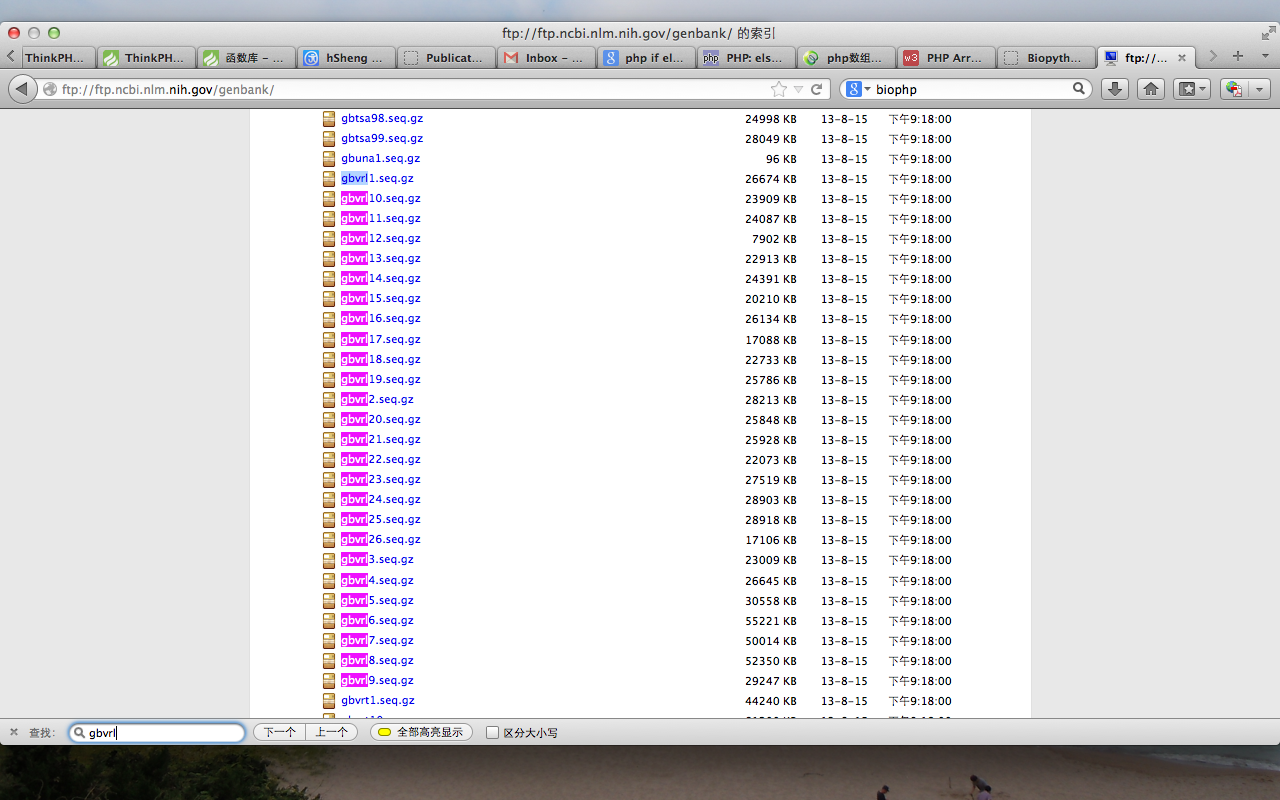 ftp://ftp.ncbi.nlm.nih.gov/genbank/ 的索引
ThinkPH... ThinkPH... 函数库 – ... hSheng ... Publicat... Inbox – ... php if el... PHP: els... php数组... PHP Arr... Biopyth... ftp://...
ftp://ftp.ncbi.nlm.nih.gov/genbank/ biophp
gbtsa98.seq.gz 24998 KB 13-8-15 下午9:18:00
gbtsa99.seq.gz 28049 KB 13-8-15 下午9:18:00
gbuna1.seq.gz 96 KB 13-8-15 下午9:18:00
gbvrl1.seq.gz 26674 KB 13-8-15 下午9:18:00
gbvrl10.seq.gz 23909 KB 13-8-15 下午9:18:00
gbvrl11.seq.gz 24087 KB 13-8-15 下午9:18:00
gbvrl12.seq.gz 7902 KB 13-8-15 下午9:18:00
gbvrl13.seq.gz 22913 KB 13-8-15 下午9:18:00
gbvrl14.seq.gz 24391 KB 13-8-15 下午9:18:00
gbvrl15.seq.gz 20210 KB 13-8-15 下午9:18:00
gbvrl16.seq.gz 26134 KB 13-8-15 下午9:18:00
gbvrl17.seq.gz 17088 KB 13-8-15 下午9:18:00
gbvrl18.seq.gz 22733 KB 13-8-15 下午9:18:00
gbvrl19.seq.gz 25786 KB 13-8-15 下午9:18:00
gbvrl2.seq.gz 28213 KB 13-8-15 下午9:18:00
gbvrl20.seq.gz 25848 KB 13-8-15 下午9:18:00
gbvrl21.seq.gz 25928 KB 13-8-15 下午9:18:00
gbvrl22.seq.gz 22073 KB 13-8-15 下午9:18:00
gbvrl23.seq.gz 27519 KB 13-8-15 下午9:18:00
gbvrl24.seq.gz 28903 KB 13-8-15 下午9:18:00
gbvrl25.seq.gz 28918 KB 13-8-15 下午9:18:00
gbvrl26.seq.gz 17106 KB 13-8-15 下午9:18:00
gbvrl3.seq.gz 23009 KB 13-8-15 下午9:18:00
gbvrl4.seq.gz 26645 KB 13-8-15 下午9:18:00
gbvrl5.seq.gz 30558 KB 13-8-15 下午9:18:00
gbvrl6.seq.gz 55221 KB 13-8-15 下午9:18:00
gbvrl7.seq.gz 50014 KB 13-8-15 下午9:18:00
gbvrl8.seq.gz 52350 KB 13-8-15 下午9:18:00
gbvrl9.seq.gz 29247 KB 13-8-15 下午9:18:00
gbvrt1.seq.gz 44240 KB 13-8-15 下午9:18:00
查找: gbvrl 下一个 上一个 全部高亮显示 区分大小写